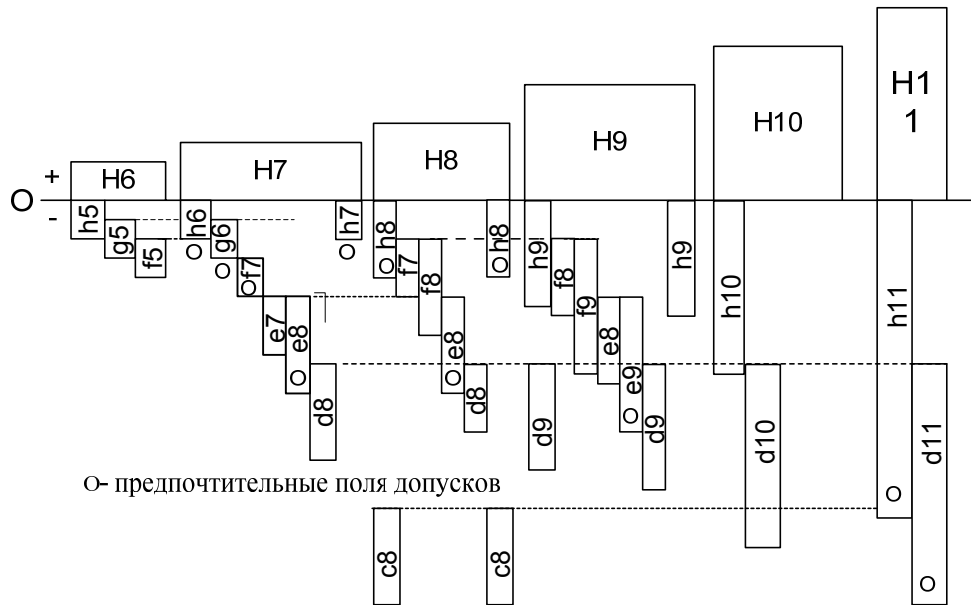 H6
H7
H8
H9
H10
H1
1
+
O
-
h5
g5
f5
h6
O
g6
O
f7
O
e7
e8
O
d8
h7
O
h8
O
f7
f8
e8
O
d8
h8
O
h9
f8
f9
e8
e9
O
d9
d9
h9
h10
d10
h11
O
d11
O
O- предпочтительные поля допусков
c8
c8